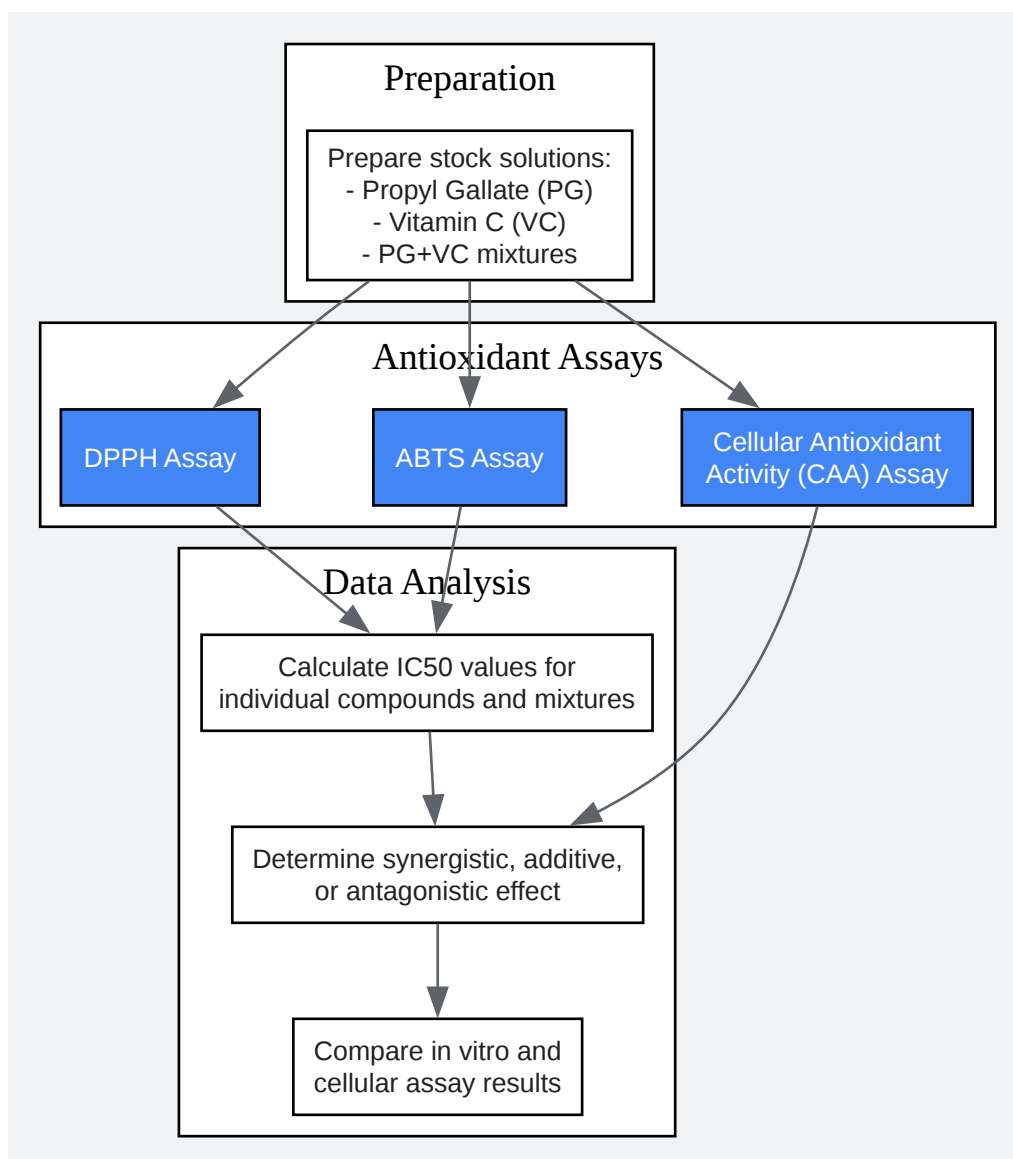 Preparation
Prepare stock solutions:
- Propyl Gallate (PG)
- Vitamin C (VC)
- PG+VC mixtures
Antioxidant Assays
DPPH Assay
ABTS Assay
Cellular Antioxidant
Activity (CAA) Assay
Data Analysis
Calculate IC50 values for
individual compounds and mixtures
Determine synergistic, additive,
or antagonistic effect
Compare in vitro and
cellular assay results